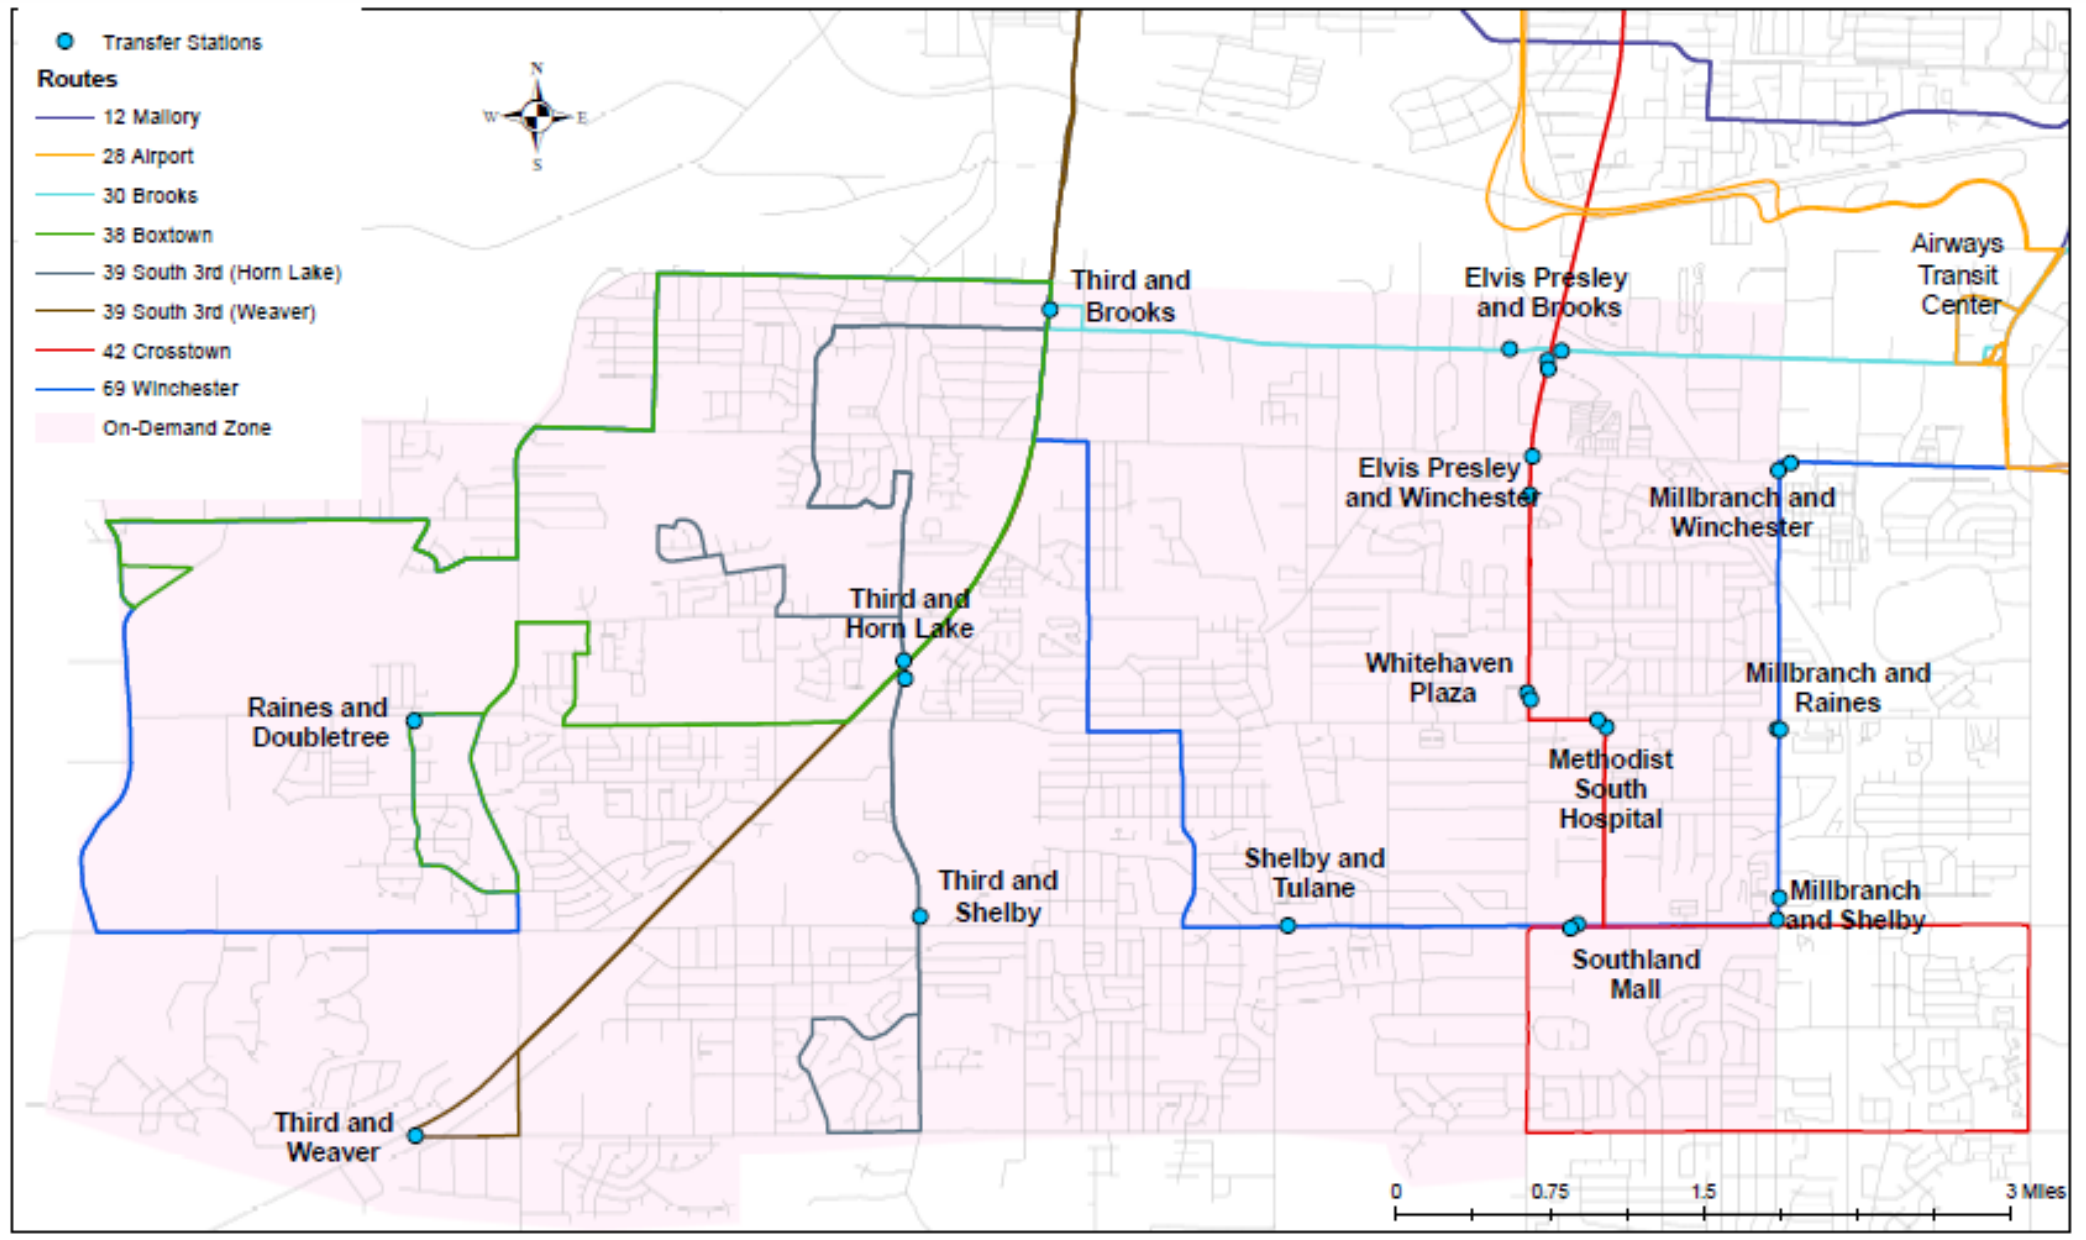 Transfer Stations
Routes
12 Mallory
28 Airport
30 Brooks
38 Boxtown
39 South 3rd (Horn Lake)
39 South 3rd (Weaver)
42 Crosstown
69 Winchester
On-Demand Zone
N
W
E
S
Airways
Transit
Center
Third and
Brooks
Elvis Presley
and Brooks
Elvis Presley
and Winchester
Millbranch and
Winchester
Third and
Horn Lake
Whitehaven
Plaza
Millbranch and
Raines
Raines and
Doubletree
Methodist
South
Hospital
Shelby and
Tulane
Third and
Shelby
Millbranch
and Shelby
Southland
Mall
Third and
Weaver
0
0.75
1.5
3 Miles